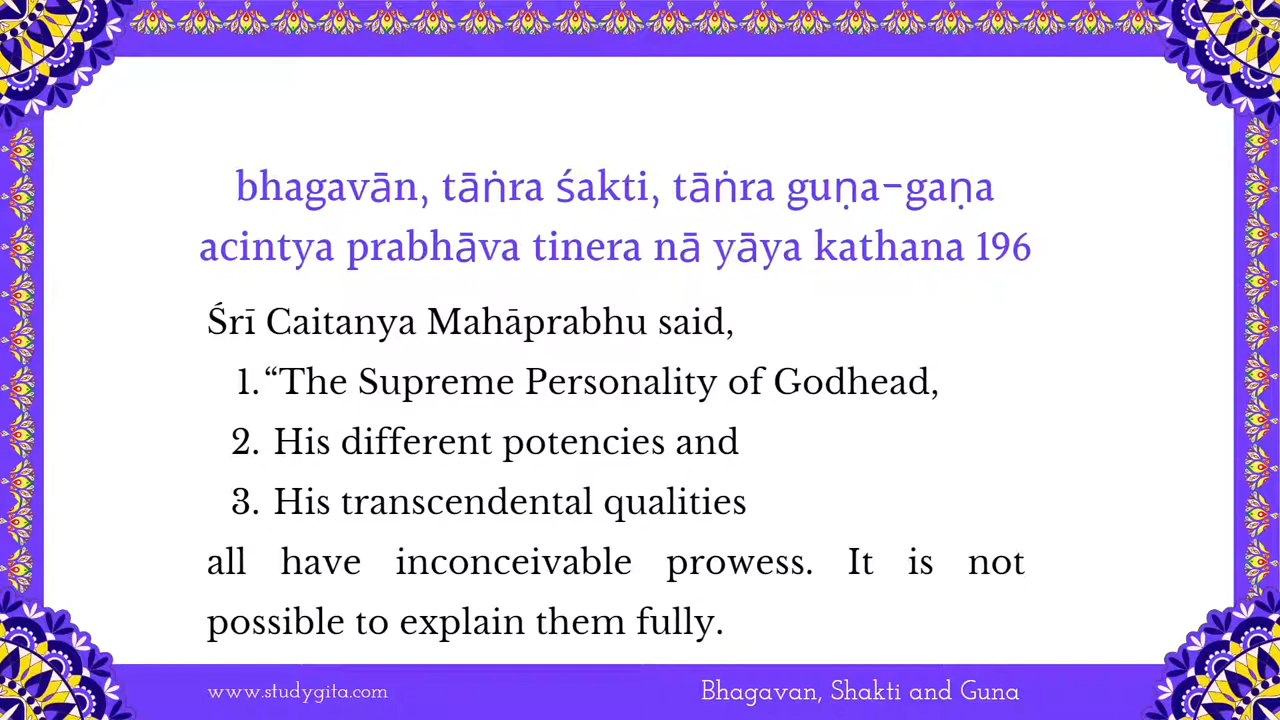 bhagavān, tāṅra śakti, tāṅra guṇa-gaṇa
acintya prabhāva tinera nā yāya kathana 196
Śrī Caitanya Mahāprabhu said,
1.“The Supreme Personality of Godhead,
2. His different potencies and
3. His transcendental qualities
all have inconceivable prowess. It is not
possible to explain them fully.
www.studygita.com
Bhagavan, Shakti and Guna